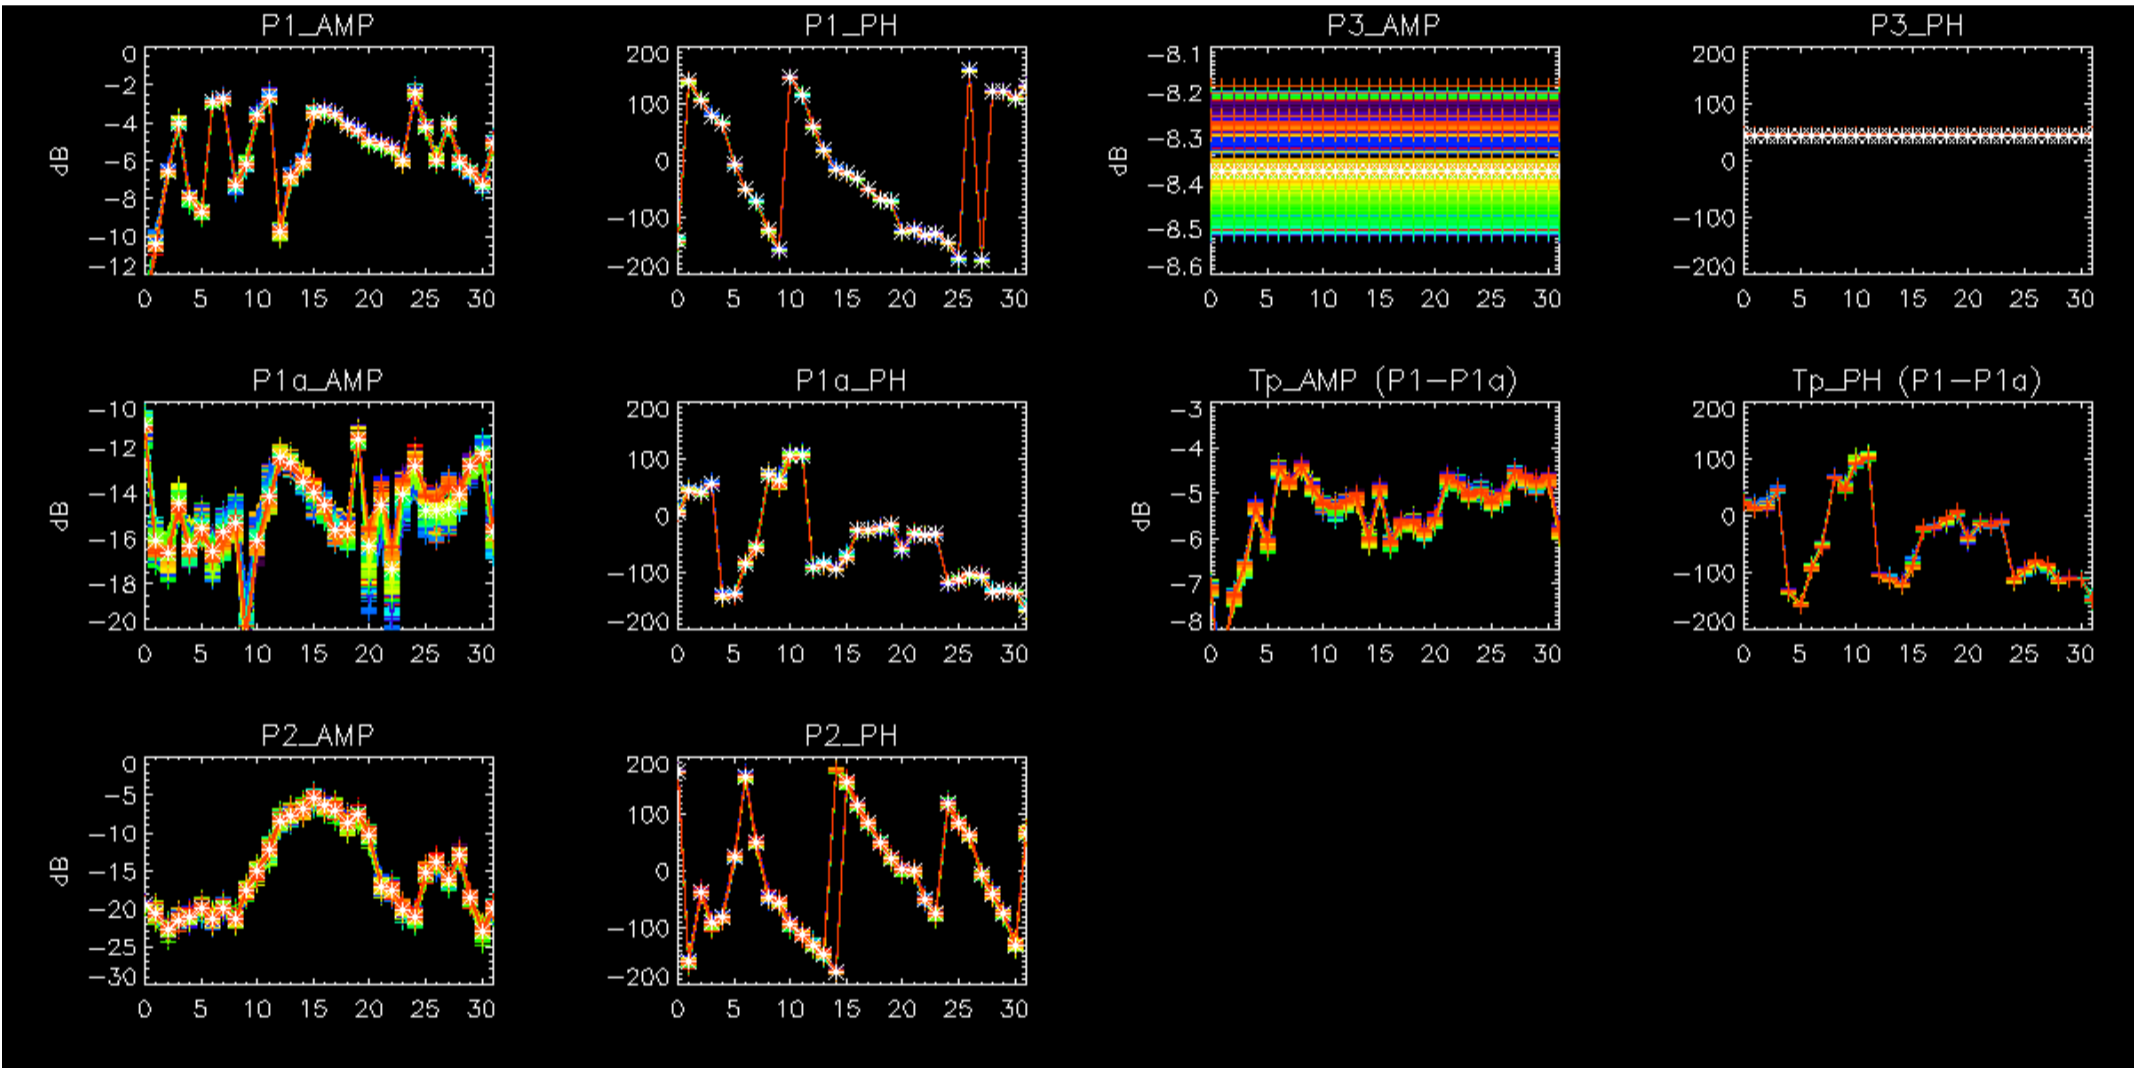 P1_AMP
0
−2
−4
−6
−8
−10
−12
dB
0 5 10 15 20 25 30
P1_PH
200
100
0
−100
−200
0 5 10 15 20 25 30
P3_AMP
−8.1
−8.2
−8.3
−8.4
−8.5
−8.6
dB
0 5 10 15 20 25 30
P3_PH
200
100
0
−100
−200
0 5 10 15 20 25 30
P1a_AMP
−10
−12
−14
−16
−18
−20
dB
0 5 10 15 20 25 30
P1a_PH
200
100
0
−100
−200
0 5 10 15 20 25 30
Tp_AMP (P1−P1a)
−3
−4
−5
−6
−7
−8
dB
0 5 10 15 20 25 30
Tp_PH (P1−P1a)
200
100
0
−100
−200
0 5 10 15 20 25 30
P2_AMP
0
−5
−10
−15
−20
−25
−30
dB
0 5 10 15 20 25 30
P2_PH
200
100
0
−100
−200
0 5 10 15 20 25 30